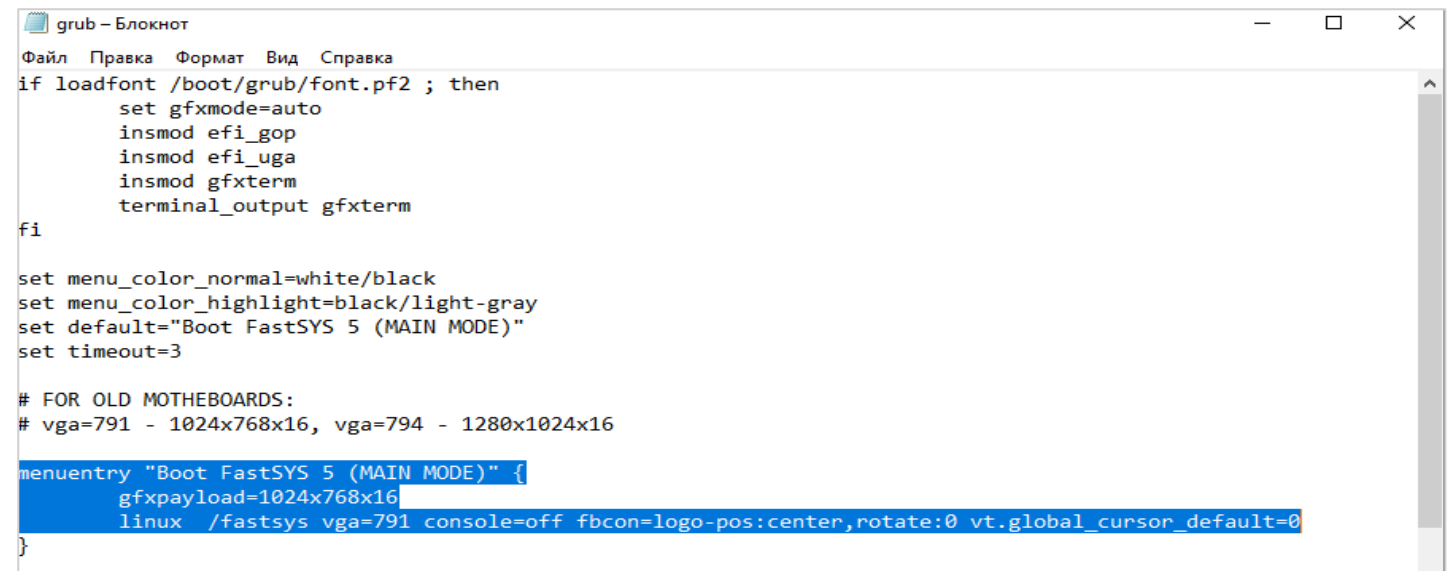 grub – Блокнот
Файл Правка Формат Вид Справка
if loadfont /boot/grub/font.pf2 ; then
        set gfxmode=auto
        insmod efi_gop
        insmod efi_uga
        insmod gfxterm
        terminal_output gfxterm
fi

set menu_color_normal=white/black
set menu_color_highlight=black/light-gray
set default="Boot FastSYS 5 (MAIN MODE)"
set timeout=3

# FOR OLD MOTHEBOARDS:
# vga=791 - 1024x768x16, vga=794 - 1280x1024x16

menuentry "Boot FastSYS 5 (MAIN MODE)" {
        gfxpayload=1024x768x16
        linux  /fastsys vga=791 console=off fbcon=logo-pos:center,rotate:0 vt.global_cursor_default=0
}